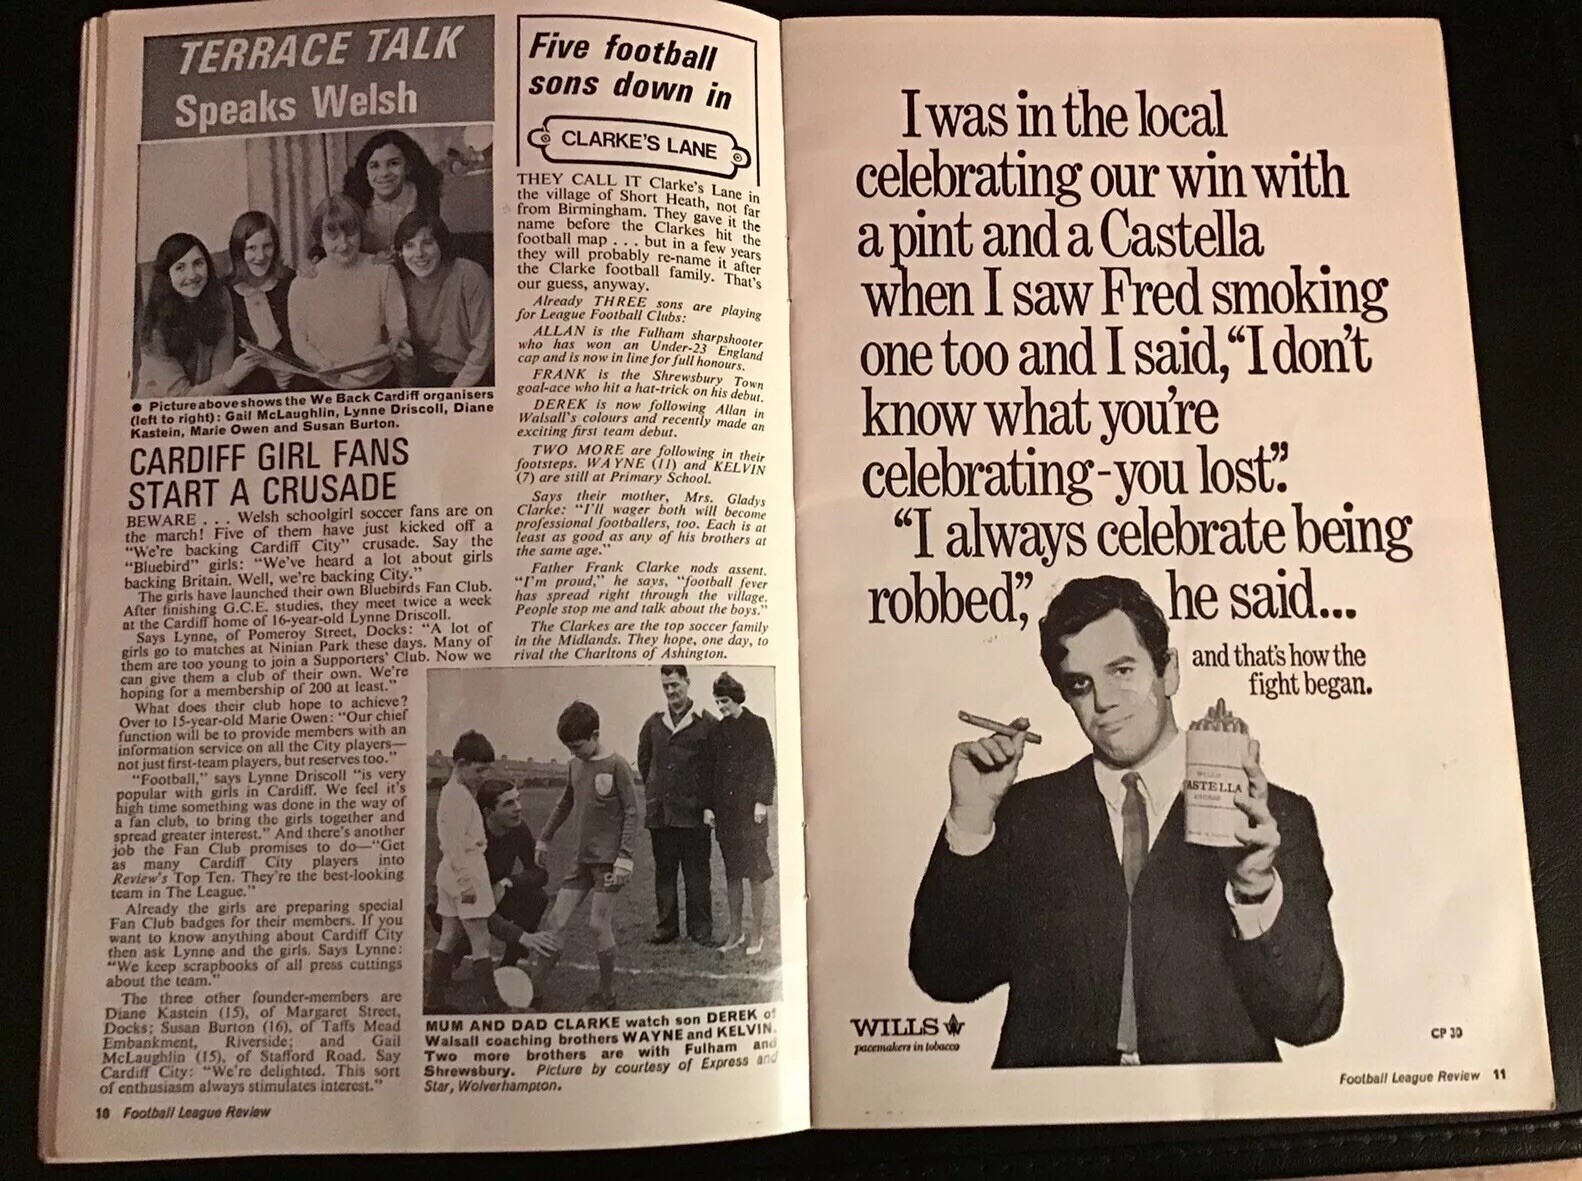 TERRACE TALK
Speaks Welsh
● Picture above shows the We Back Cardiff organisers
(left to right): Gail McLaughlin, Lynne Driscoll, Diane
Kastein, Marie Owen and Susan Burton.
CARDIFF GIRL FANS
START A CRUSADE
BEWARE . . . Welsh schoolgirl soccer fans are on
the march! Five of them have just kicked off a
"We're backing Cardiff City" crusade. Say the
"Bluebird" girls: "We've heard a lot about girls
backing Britain. Well, we're backing City."
The girls have launched their own Bluebirds Fan Club.
After finishing G.C.E. studies, they meet twice a week
at the Cardiff home of 16-year-old Lynne Driscoll.
Says Lynne, of Pomeroy Street, Docks: "A lot of
girls go to matches at Ninian Park these days. Many of
them are too young to join a Supporters' Club. Now we
can give them a club of their own. We're
hoping for a membership of 200 at least."
What does their club hope to achieve?
Over to 15-year-old Marie Owen: "Our chief
function will be to provide members with an
information service on all the City players—
not just first-team players, but reserves too."
"Football," says Lynne Driscoll "is very
popular with girls in Cardiff. We feel it's
high time something was done in the way of
a fan club, to bring the girls together and
spread greater interest." And there's another
job the Fan Club promises to do—"Get
as many Cardiff City players into
Review's Top Ten. They're the best-looking
team in The League."
Already the girls are preparing special
Fan Club badges for their members. If you
want to know anything about Cardiff City
then ask Lynne and the girls. Says Lynne:
"We keep scrapbooks of all press cuttings
about the team."
The three other founder-members are
Diane Kastein (15), of Margaret Street,
Docks; Susan Burton (16), of Taffs Mead
Embankment, Riverside; and Gail
McLaughlin (15), of Stafford Road. Say
Cardiff City: "We're delighted. This sort
of enthusiasm always stimulates interest."
10 Football League Review
Five football
sons down in
CLARKE'S LANE
THEY CALL IT Clarke's Lane in
the village of Short Heath, not far
from Birmingham. They gave it the
name before the Clarkes hit the
football map . . . but in a few years
they will probably re-name it after
the Clarke football family. That's
our guess, anyway.
Already THREE sons are playing
for League Football Clubs:
ALLAN is the Fulham sharpshooter
who has won an Under-23 England
cap and is now in line for full honours.
FRANK is the Shrewsbury Town
goal-ace who hit a hat-trick on his debut.
DEREK is now following Allan in
Walsall's colours and recently made an
exciting first team debut.
TWO MORE are following in their
footsteps. WAYNE (11) and KELVIN
(7) are still at Primary School.
Says their mother, Mrs. Gladys
Clarke: "I'll wager both will become
professional footballers, too. Each is at
least as good as any of his brothers at
the same age."
Father Frank Clarke nods assent.
"I'm proud," he says, "football fever
has spread right through the village.
People stop me and talk about the boys."
The Clarkes are the top soccer family
in the Midlands. They hope, one day, to
rival the Charltons of Ashington.
MUM AND DAD CLARKE watch son DEREK of
Walsall coaching brothers WAYNE and KELVIN.
Two more brothers are with Fulham and
Shrewsbury. Picture by courtesy of Express and
Star, Wolverhampton.
I was in the local
celebrating our win with
a pint and a Castella
when I saw Fred smoking
one too and I said, "I don't
know what you're
celebrating-you lost".
"I always celebrate being
robbed", he said...
and that's how the
fight began.
WILLS
ASTELLA
WILLS
pacemakers in tobacco
CP 30
Football League Review 11